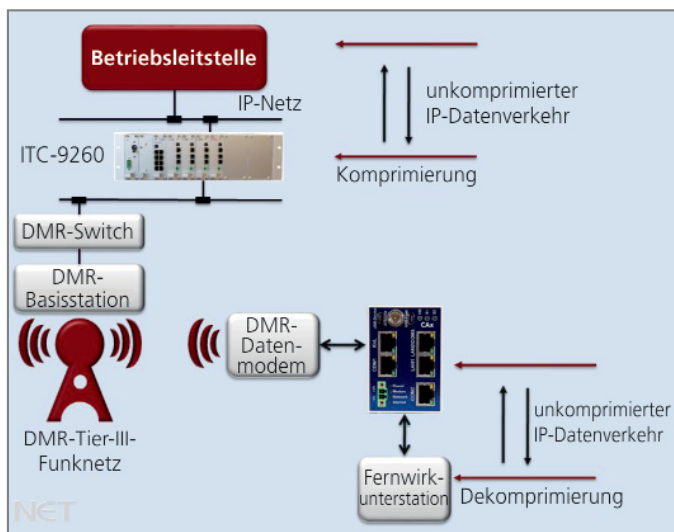 Betriebsleitstelle
IP-Netz
unkomprimierter
IP-Datenverkehr
ITC-9260
Komprimierung
DMR-Switch
DMR-
Basisstation
DMR-
Daten-
modem
CAx
unkomprimierter
IP-Datenverkehr
DMR-Tier-III-
Funknetz
Fernwirk-
unterstation
Dekomprimierung
NET